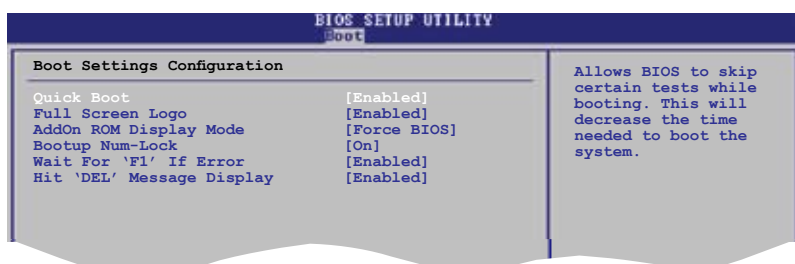 BIOS SETUP UTILITY
Boot
Boot Settings Configuration
Quick Boot [Enabled]
Full Screen Logo [Enabled]
AddOn ROM Display Mode [Force BIOS]
Bootup Num-Lock [On]
Wait For ‘F1’ If Error [Enabled]
Hit ‘DEL’ Message Display [Enabled]
Allows BIOS to skip
certain tests while
booting. This will
decrease the time
needed to boot the
system.